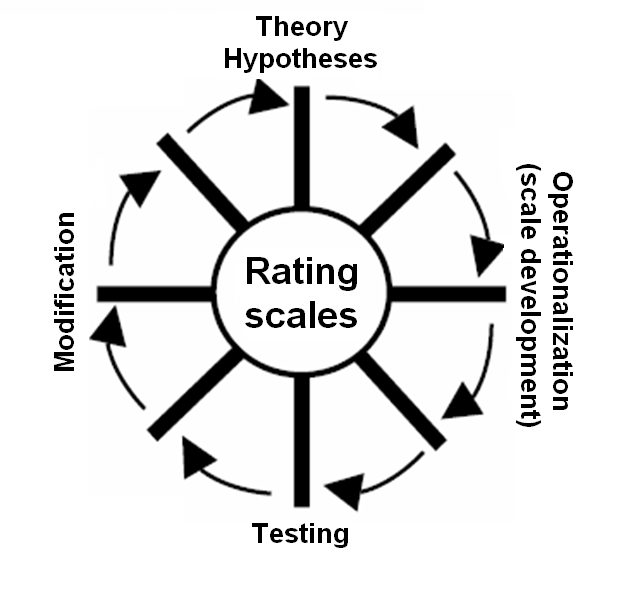 Theory
Hypotheses
Operationalization
(scale development)
Rating
scales
Modification
Testing